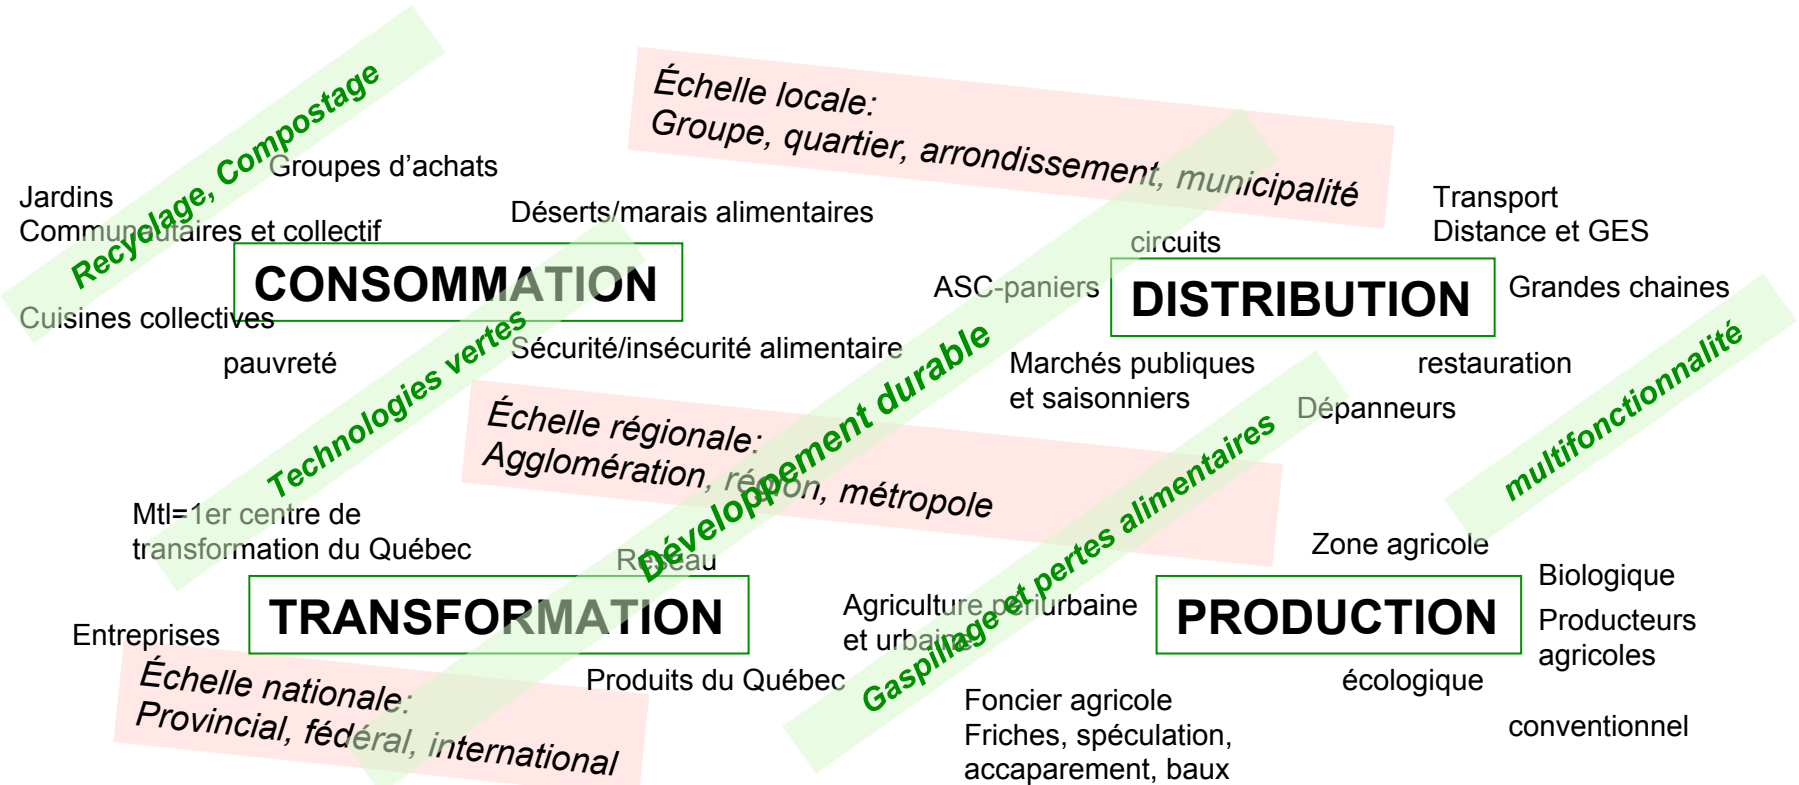 Recyclage, Compostage
Échelle locale:
Groupe, quartier, arrondissement, municipalité
Groupes d’achats
Jardins
Communautaires et collectif
Déserts/marais alimentaires
Transport
Distance et GES
circuits
CONSOMMATION
ASC-paniers
DISTRIBUTION
Grandes chaines
Cuisines collectives
pauvreté
Sécurité/insécurité alimentaire
Marchés publiques
et saisonniers
restauration
Dépanneurs
multifonctionnalité
Technologies vertes
Échelle régionale:
Agglomération, région, métropole
Développement durable
Gaspillage et pertes alimentaires
Mtl=1er centre de
transformation du Québec
Réseau
Zone agricole
TRANSFORMATION
Entreprises
Agriculture périurbaine
et urbaine
PRODUCTION
Biologique
Producteurs
agricoles
Produits du Québec
écologique
Échelle nationale:
Provincial, fédéral, international
Foncier agricole
Friches, spéculation,
accaparement, baux
conventionnel